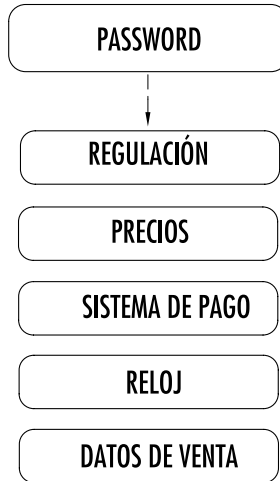 PASSWORD
REGULACIÓN
PRECIOS
SISTEMA DE PAGO
RELOJ
DATOS DE VENTA